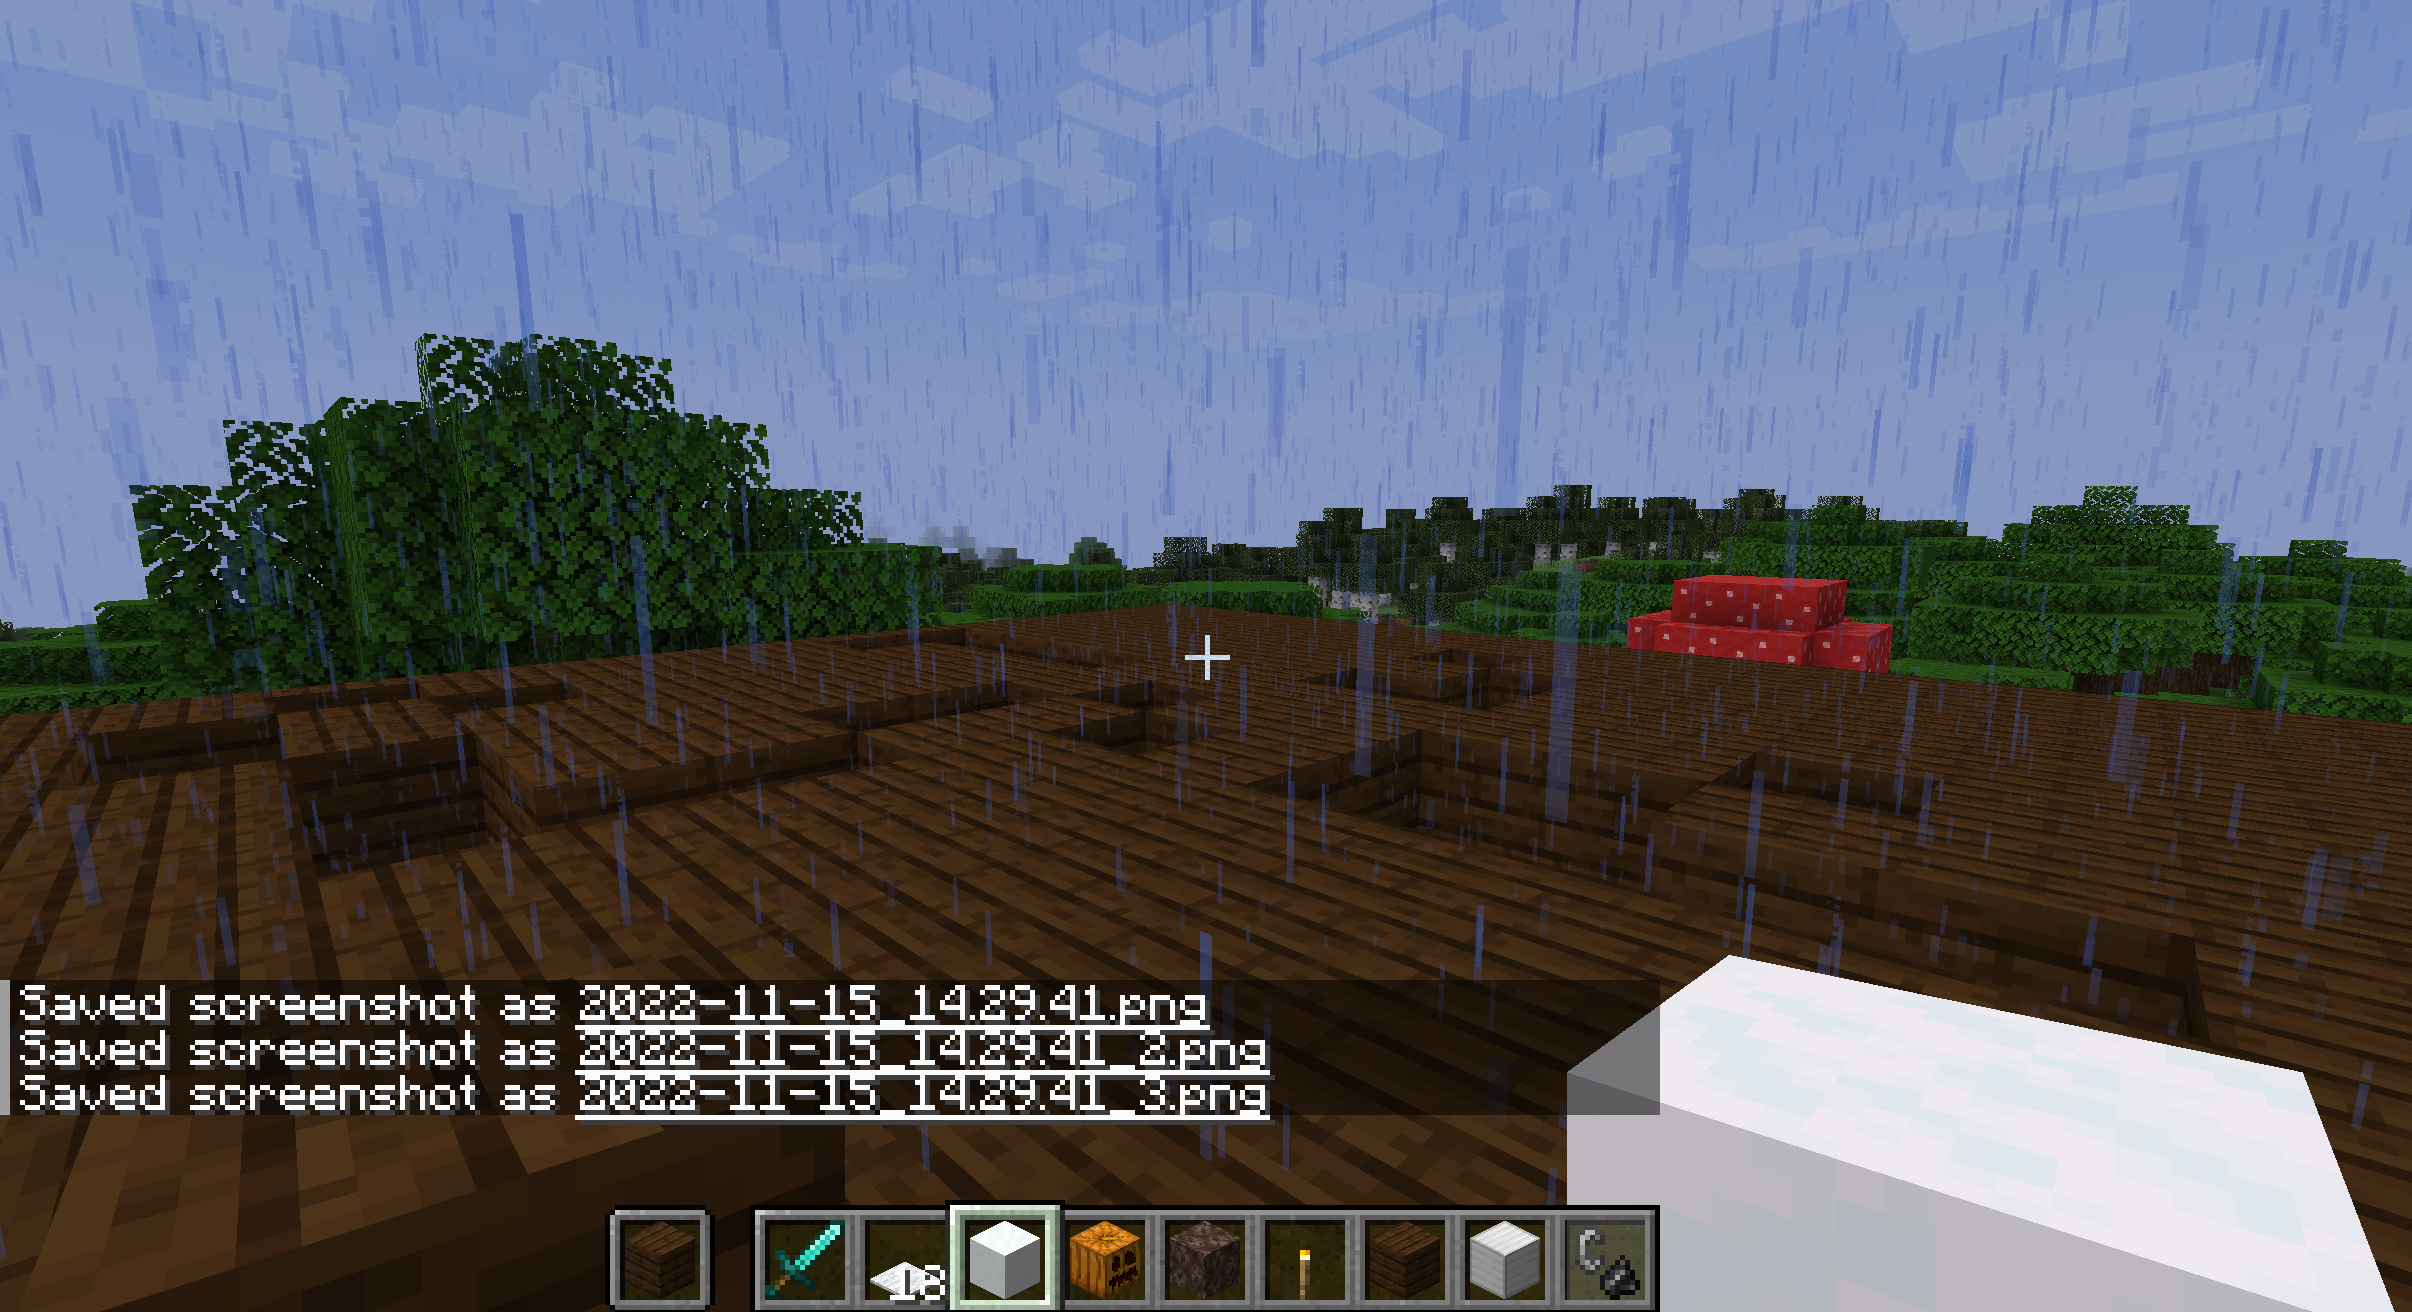 Saved screenshot as 2022-11-15_14.29.41.png
Saved screenshot as 2022-11-15_14.29.41_2.png
Saved screenshot as 2022-11-15_14.29.41_3.png
18